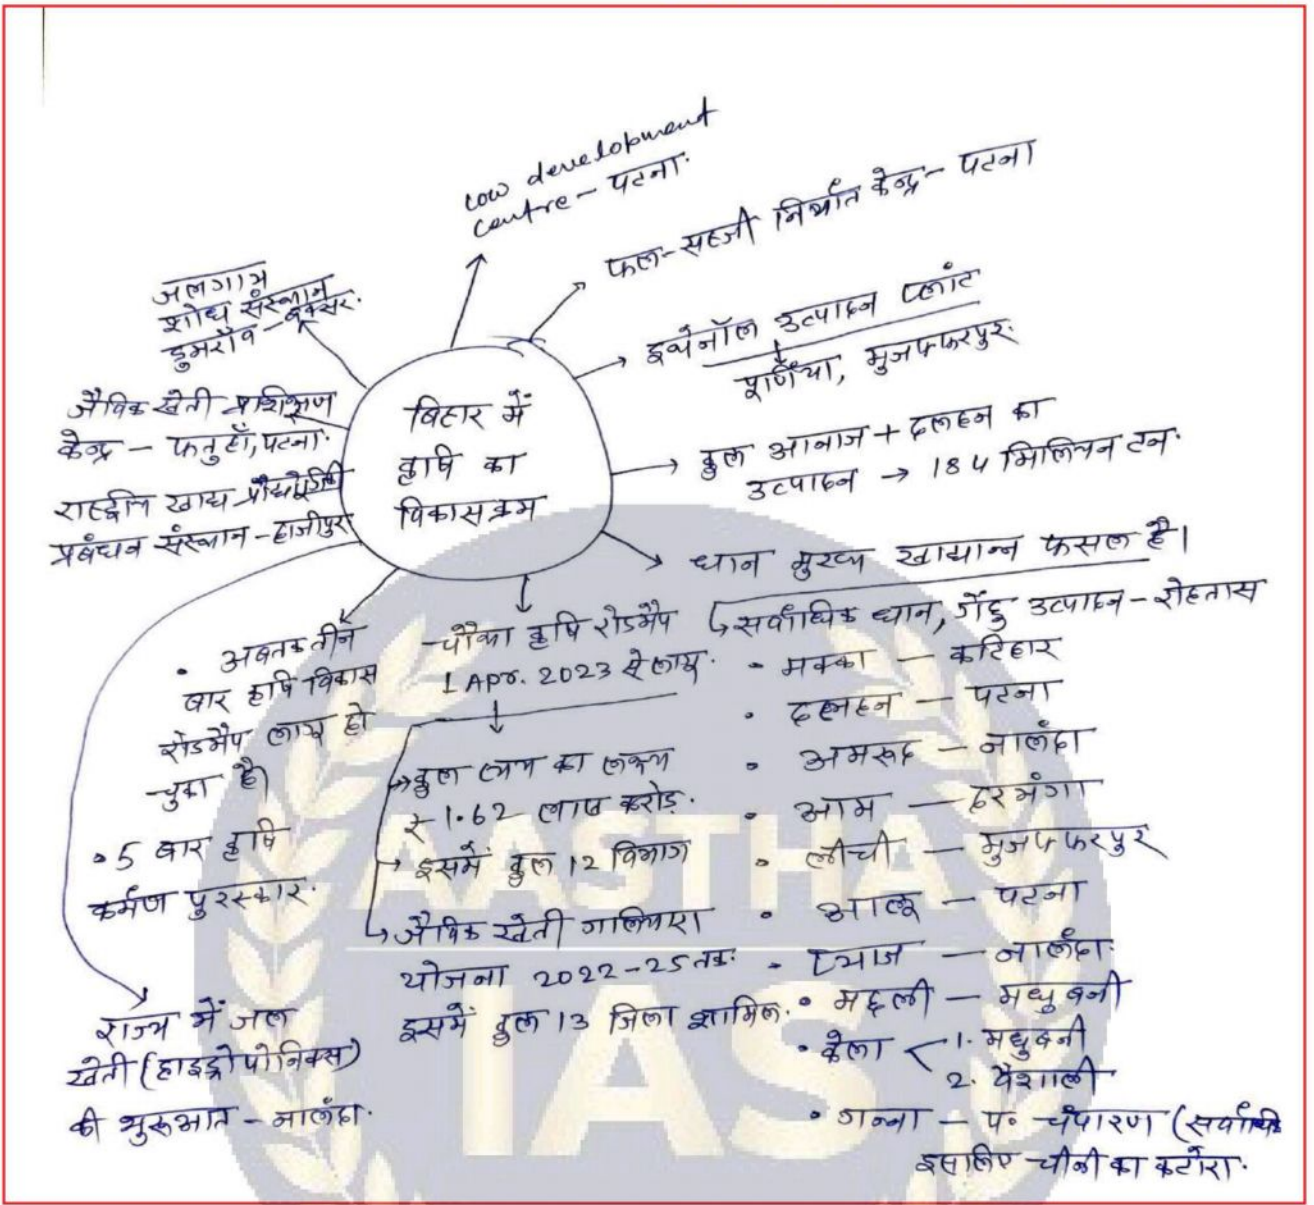 cow development
centre - पटना.
फल-सब्जी निर्यात केन्द्र - पटना
जलगाय
शोध संस्थान
डुमराँव - बक्सर.
इथेनॉल उत्पादन प्लांट
पूर्णिया, मुजफ्फरपुर.
जैविक खेती प्रशिक्षण
केन्द्र - फतुहाँ, पटना.
राष्ट्रीय खाद्य प्रौद्योगिकी
प्रबंधन संस्थान - हाजीपुर
बिहार में
कृषि का
विकासक्रम
कुल अनाज + दलहन का
उत्पादन → 184 मिलियन टन.
धान मुख्य खाद्यान्न फसल है।
सर्वाधिक धान, गेंहु उत्पादन - रोहतास
• मक्का - कटिहार
• दलहन - पटना
• अमरूद - नालंदा
• आम - दरभंगा
• लीची - मुजफ्फरपुर
• आलू - पटना
• प्याज - नालंदा.
• मछली - मधुबनी
• केला < 1. मधुबनी
2. वैशाली
• गन्ना - प० चंपारण (सर्वाधिक
इसलिए चीनी का कटोरा.
चौथा कृषि रोडमैप
1 Apr. 2023 से लागू.
→ कुल व्यय का लक्ष्य
₹ 1.62 लाख करोड़.
→ इसमें कुल 12 विभाग
→ जैविक खेती गलियारा
योजना 2022-25 तक.
इसमें कुल 13 जिला शामिल.
• अबतक तीन
बार कृषि विकास
रोडमैप लागू हो
चुका है।
• 5 बार कृषि
कर्मण पुरस्कार.
राज्य में जल
खेती (हाइड्रोपोनिक्स)
की शुरुआत - नालंदा.
AASTHA
IAS